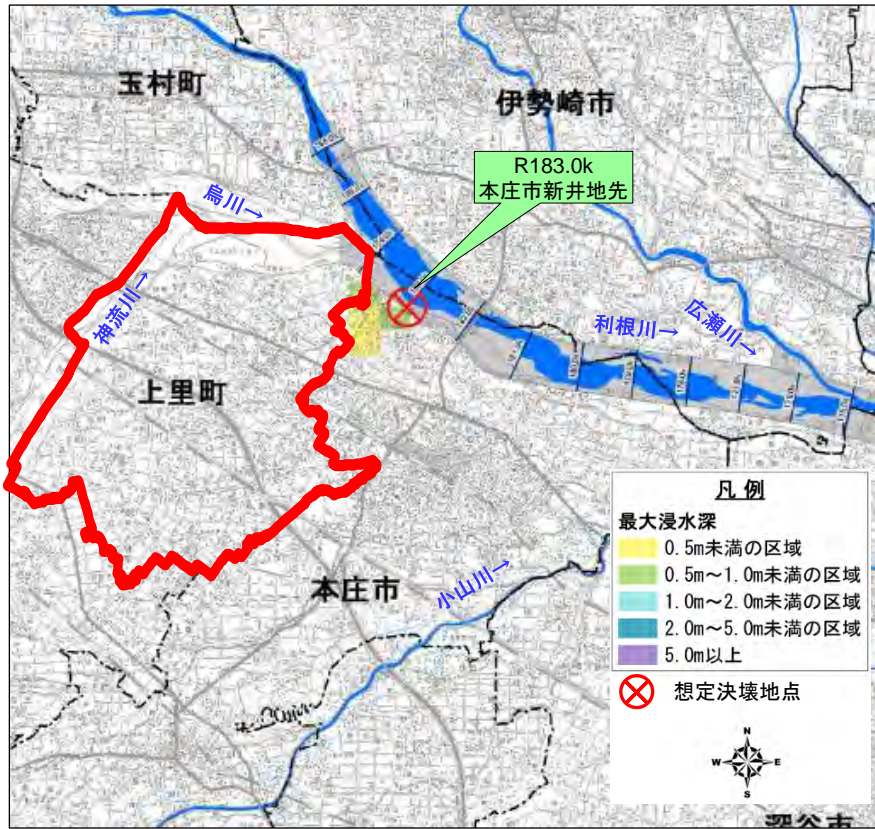 玉村町
伊勢崎市
R183.0k
本庄市新井地先
烏川→
神流川→
利根川→
広瀬川→
上里町
本庄市
小山川→
凡例
最大浸水深
0.5m未満の区域
0.5m～1.0m未満の区域
1.0m～2.0m未満の区域
2.0m～5.0m未満の区域
5.0m以上
想定決壊地点
N
W
E
S
深谷市